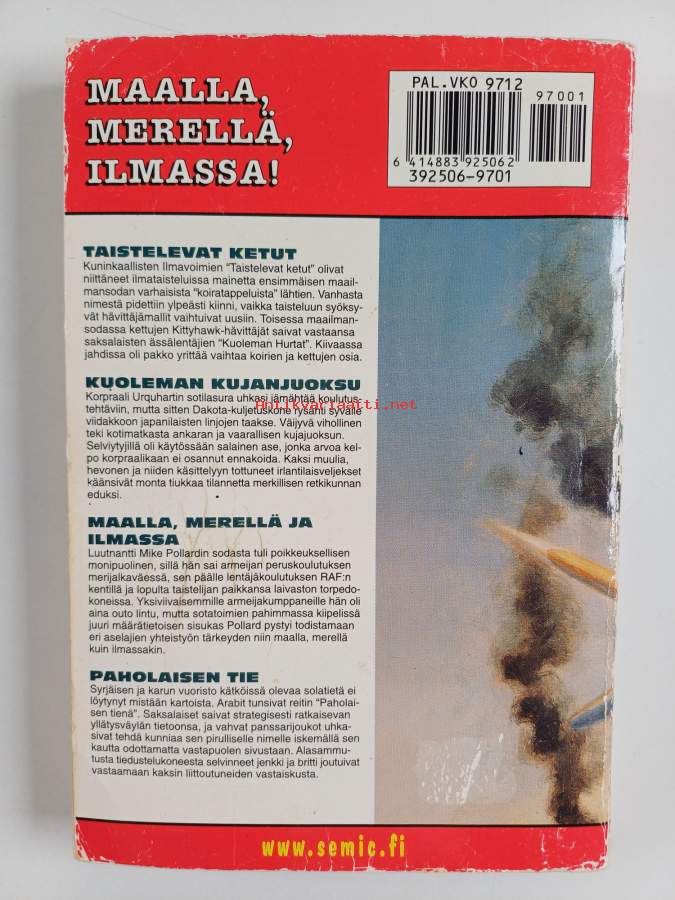 MAALLA,
MERELLÄ,
ILMASSA!
PAL.VKO 9712
97001
6 414883 925062
392506-9701
TAISTELEVAT KETUT
Kuninkaallisten Ilmavoimien "Taistelevat ketut" olivat
niittäneet ilmataisteluissa mainetta ensimmäisen maail-
mansodan varhaisista "koiratappeluista" lähtien. Vanhasta
nimestä pidettiin ylpeästi kiinni, vaikka taisteluun syöksy-
vät hävittäjämallit vaihtuivat uusiin. Toisessa maailman-
sodassa kettujen Kittyhawk-hävittäjät saivat vastaansa
saksalaisten ässälentäjien "Kuoleman Hurtat". Kiivaassa
jahdissa oli pakko yrittää vaihtaa koirien ja kettujen osia.
KUOLEMAN KUJANJUOKSU
Korpraali Urquhartin sotilasura uhkasi jämähtää koulutus-
tehtäviin, mutta sitten Dakota-kuljetuskone rysähti syvälle
Antikvariaatti.net
viidakkoon japanilaisten linjojen taakse. Väijyvä vihollinen
teki kotimatkasta ankaran ja vaarallisen kujajuoksun.
Selviytyjillä oli käytössään salainen ase, jonka arvoa kel-
po korpraalikaan ei osannut ennakoida. Kaksi muulia,
hevonen ja niiden käsittelyyn tottuneet irlantilaisveljekset
käänsivät monta tiukkaa tilannetta merkillisen retkikunnan
eduksi.
MAALLA, MERELLÄ JA
ILMASSA
Luutnantti Mike Pollardin sodasta tuli poikkeuksellisen
monipuolinen, sillä hän sai armeijan peruskoulutuksen
merijalkaväessä, sen päälle lentäjäkoulutuksen RAF:n
kentillä ja lopulta taistelijan paikkansa laivaston torpedo-
koneissa. Yksiviivaisemmille armeijakumppaneille hän oli
aina outo lintu, mutta sotatoimien pahimmassa kiipelissä
juuri määrätietoisen sisukas Pollard pystyi todistamaan
eri aselajien yhteistyön tärkeyden niin maalla, merellä
kuin ilmassakin.
PAHOLAISEN TIE
Syrjäisen ja karun vuoristo kätköissä olevaa solatietä ei
löytynyt mistään kartoista. Arabit tunsivat reitin "Paholai-
sen tienä". Saksalaiset saivat strategisesti ratkaisevan
yllätysväylän tietoonsa, ja vahvat panssarijoukot uhka-
sivat tehdä kunniaa sen pirulliselle nimelle iskemällä sen
kautta odottamatta vastapuolen sivustaan. Alasammu-
tusta tiedustelukoneesta selvinneet jenkki ja britti joutuivat
vastaamaan kaksin liittoutuneiden vastaiskusta.
www.semic.fi